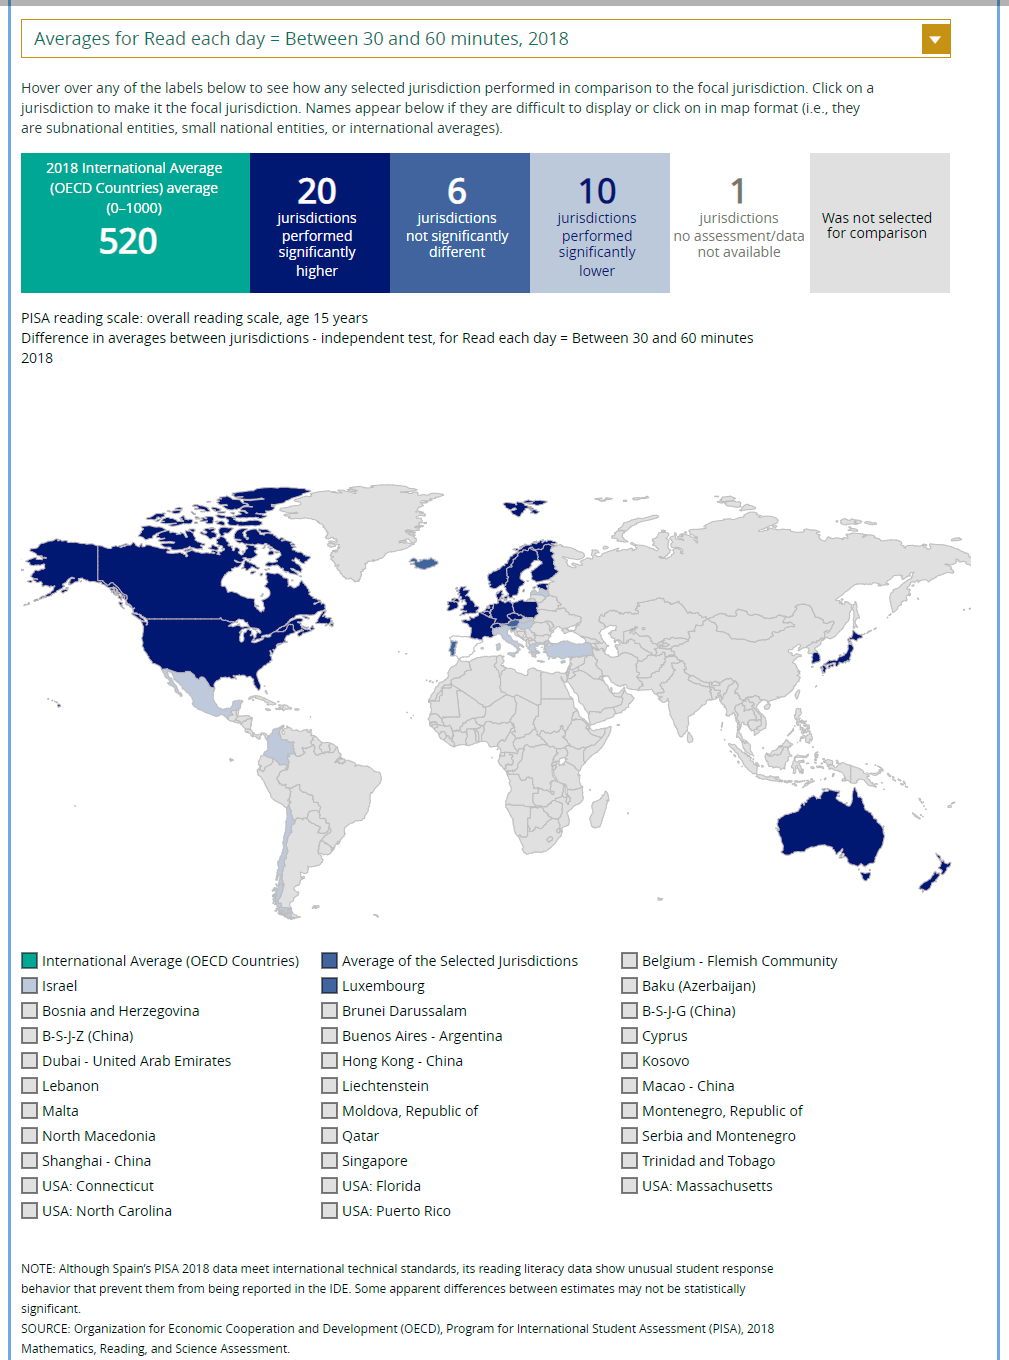 Averages for Read each day = Between 30 and 60 minutes, 2018
Hover over any of the labels below to see how any selected jurisdiction performed in comparison to the focal jurisdiction. Click on a
jurisdiction to make it the focal jurisdiction. Names appear below if they are difficult to display or click on in map format (i.e., they
are subnational entities, small national entities, or international averages).
2018 International Average
(OECD Countries) average
(0–1000)
520
20
jurisdictions
performed
significantly
higher
6
jurisdictions
not significantly
different
10
jurisdictions
performed
significantly
lower
1
jurisdictions
no assessment/data
not available
Was not selected
for comparison
PISA reading scale: overall reading scale, age 15 years
Difference in averages between jurisdictions - independent test, for Read each day = Between 30 and 60 minutes
2018
International Average (OECD Countries)
Average of the Selected Jurisdictions
Belgium - Flemish Community
Israel
Luxembourg
Baku (Azerbaijan)
Bosnia and Herzegovina
Brunei Darussalam
B-S-J-G (China)
B-S-J-Z (China)
Buenos Aires - Argentina
Cyprus
Dubai - United Arab Emirates
Hong Kong - China
Kosovo
Lebanon
Liechtenstein
Macao - China
Malta
Moldova, Republic of
Montenegro, Republic of
North Macedonia
Qatar
Serbia and Montenegro
Shanghai - China
Singapore
Trinidad and Tobago
USA: Connecticut
USA: Florida
USA: Massachusetts
USA: North Carolina
USA: Puerto Rico
NOTE: Although Spain's PISA 2018 data meet international technical standards, its reading literacy data show unusual student response
behavior that prevent them from being reported in the IDE. Some apparent differences between estimates may not be statistically
significant.
SOURCE: Organization for Economic Cooperation and Development (OECD), Program for International Student Assessment (PISA), 2018
Mathematics, Reading, and Science Assessment.